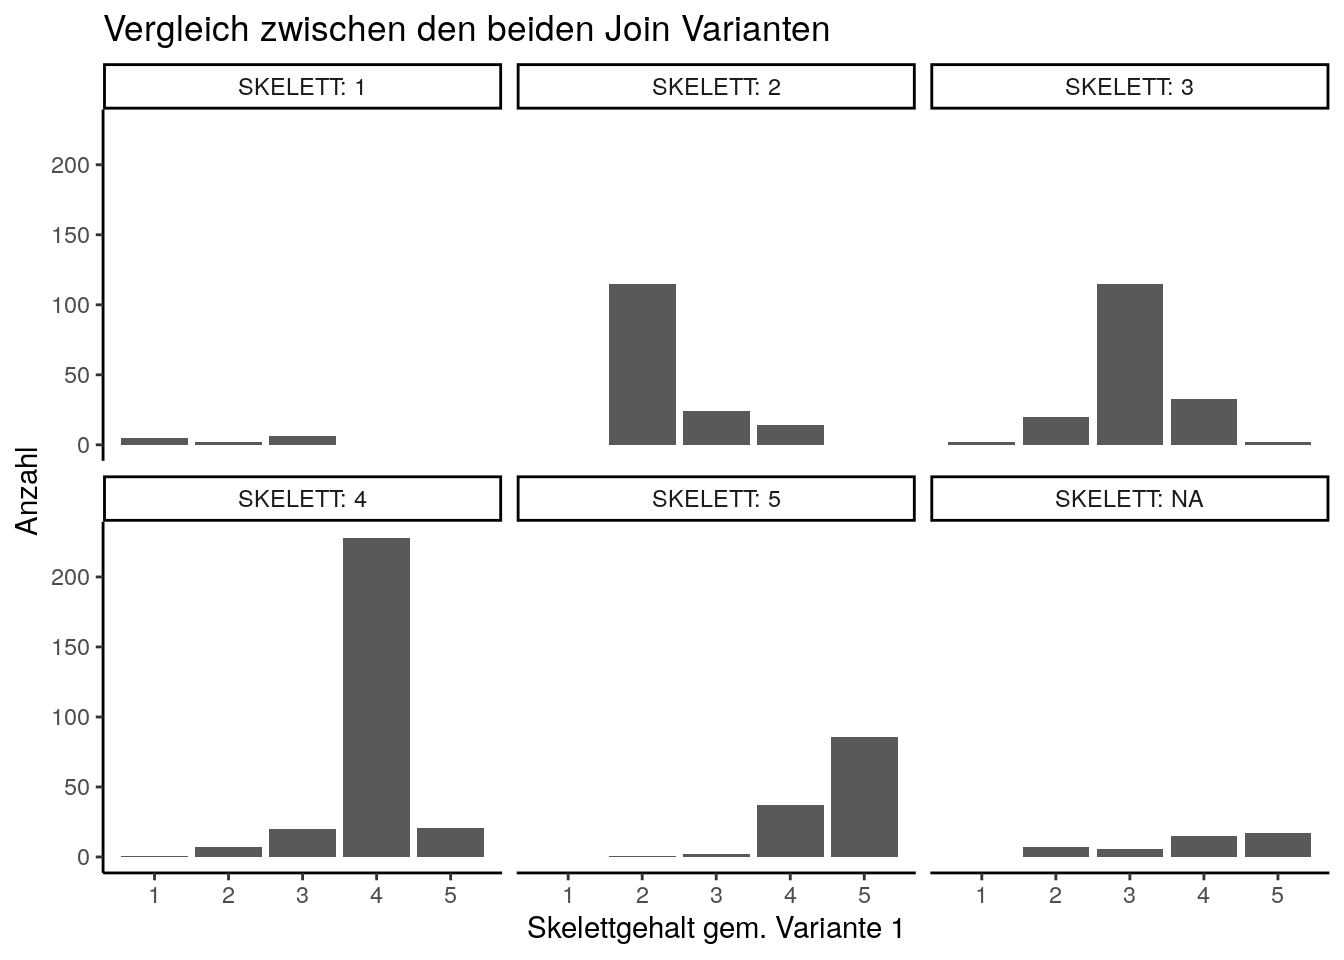 Vergleich zwischen den beiden Join Varianten
SKELETT: 1
SKELETT: 2
SKELETT: 3
200
150
100
50
0
Anzahl
SKELETT: 4
SKELETT: 5
SKELETT: NA
200
150
100
50
0
1 2 3 4 5
1 2 3 4 5
1 2 3 4 5
Skelettgehalt gem. Variante 1